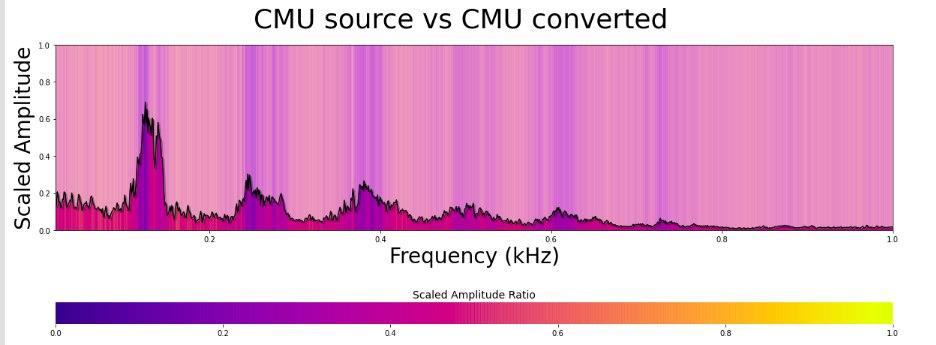 CMU source vs CMU converted
Scaled Amplitude
1.0
0.8
0.6
0.4
0.2
0.0
0.2 0.4 0.6 0.8 1.0
Frequency (kHz)
Scaled Amplitude Ratio
0.0 0.2 0.4 0.6 0.8 1.0